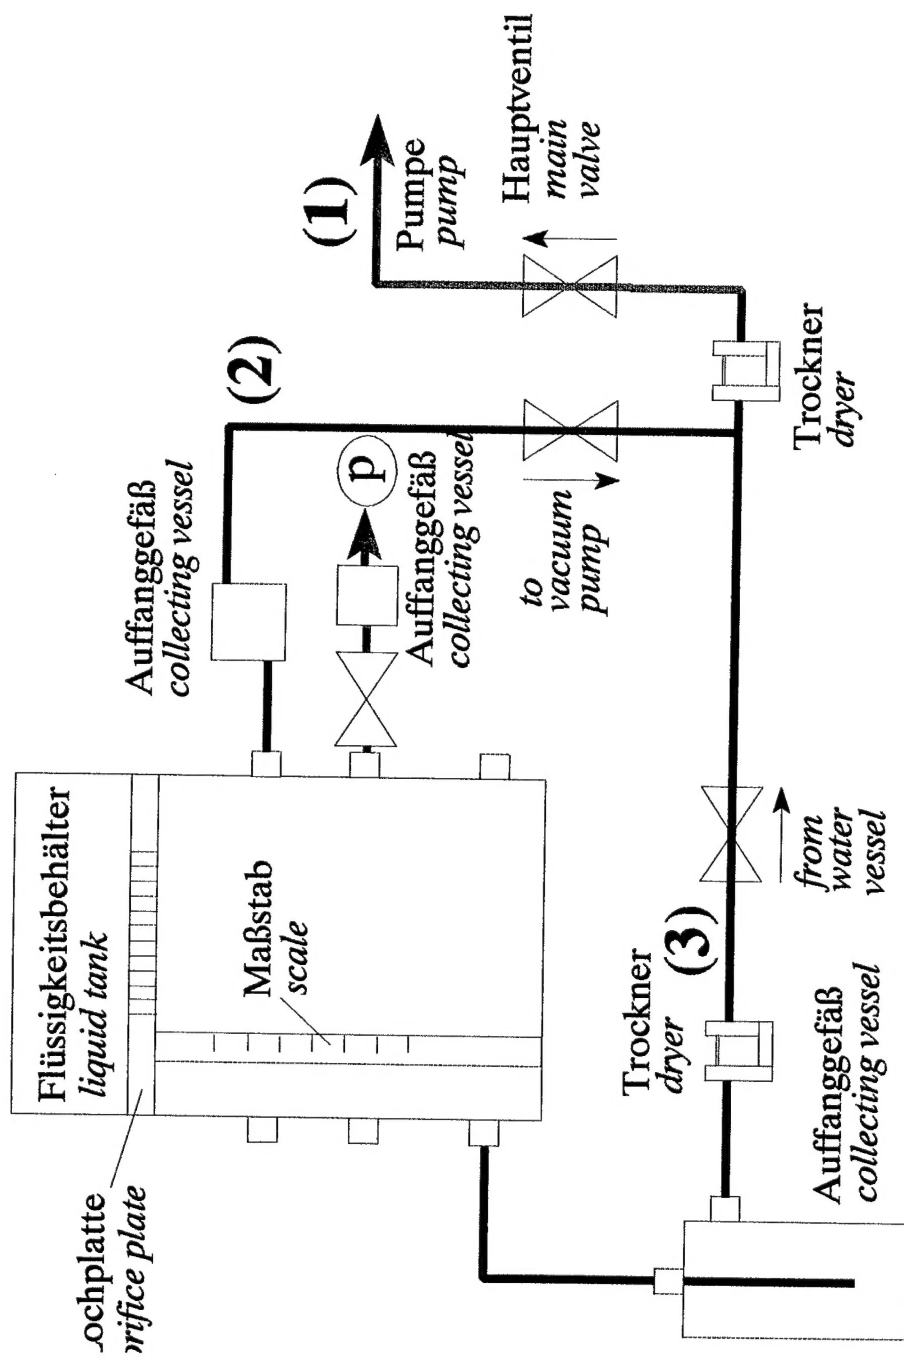 Flüssigkeitsbehälter
liquid tank
ochplatte
orifice plate
Auffanggefäß
collecting vessel
Maßstab
scale
(2)
(1)
p
Pumpe
pump
Auffanggefäß
collecting vessel
to
vacuum
pump
Hauptventil
main
valve
Trockner
dryer
(3)
from
water
vessel
Trockner
dryer
Auffanggefäß
collecting vessel